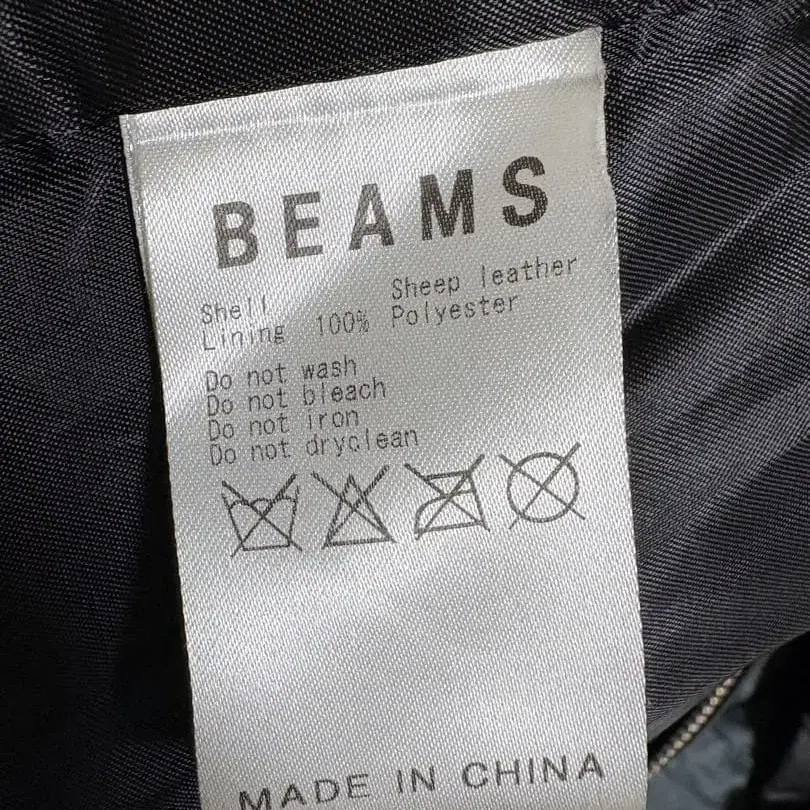 BEAMS
Shell Sheep leather
Lining 100% Polyester
Do not wash
Do not bleach
Do not iron
Do not dryclean
MADE IN CHINA